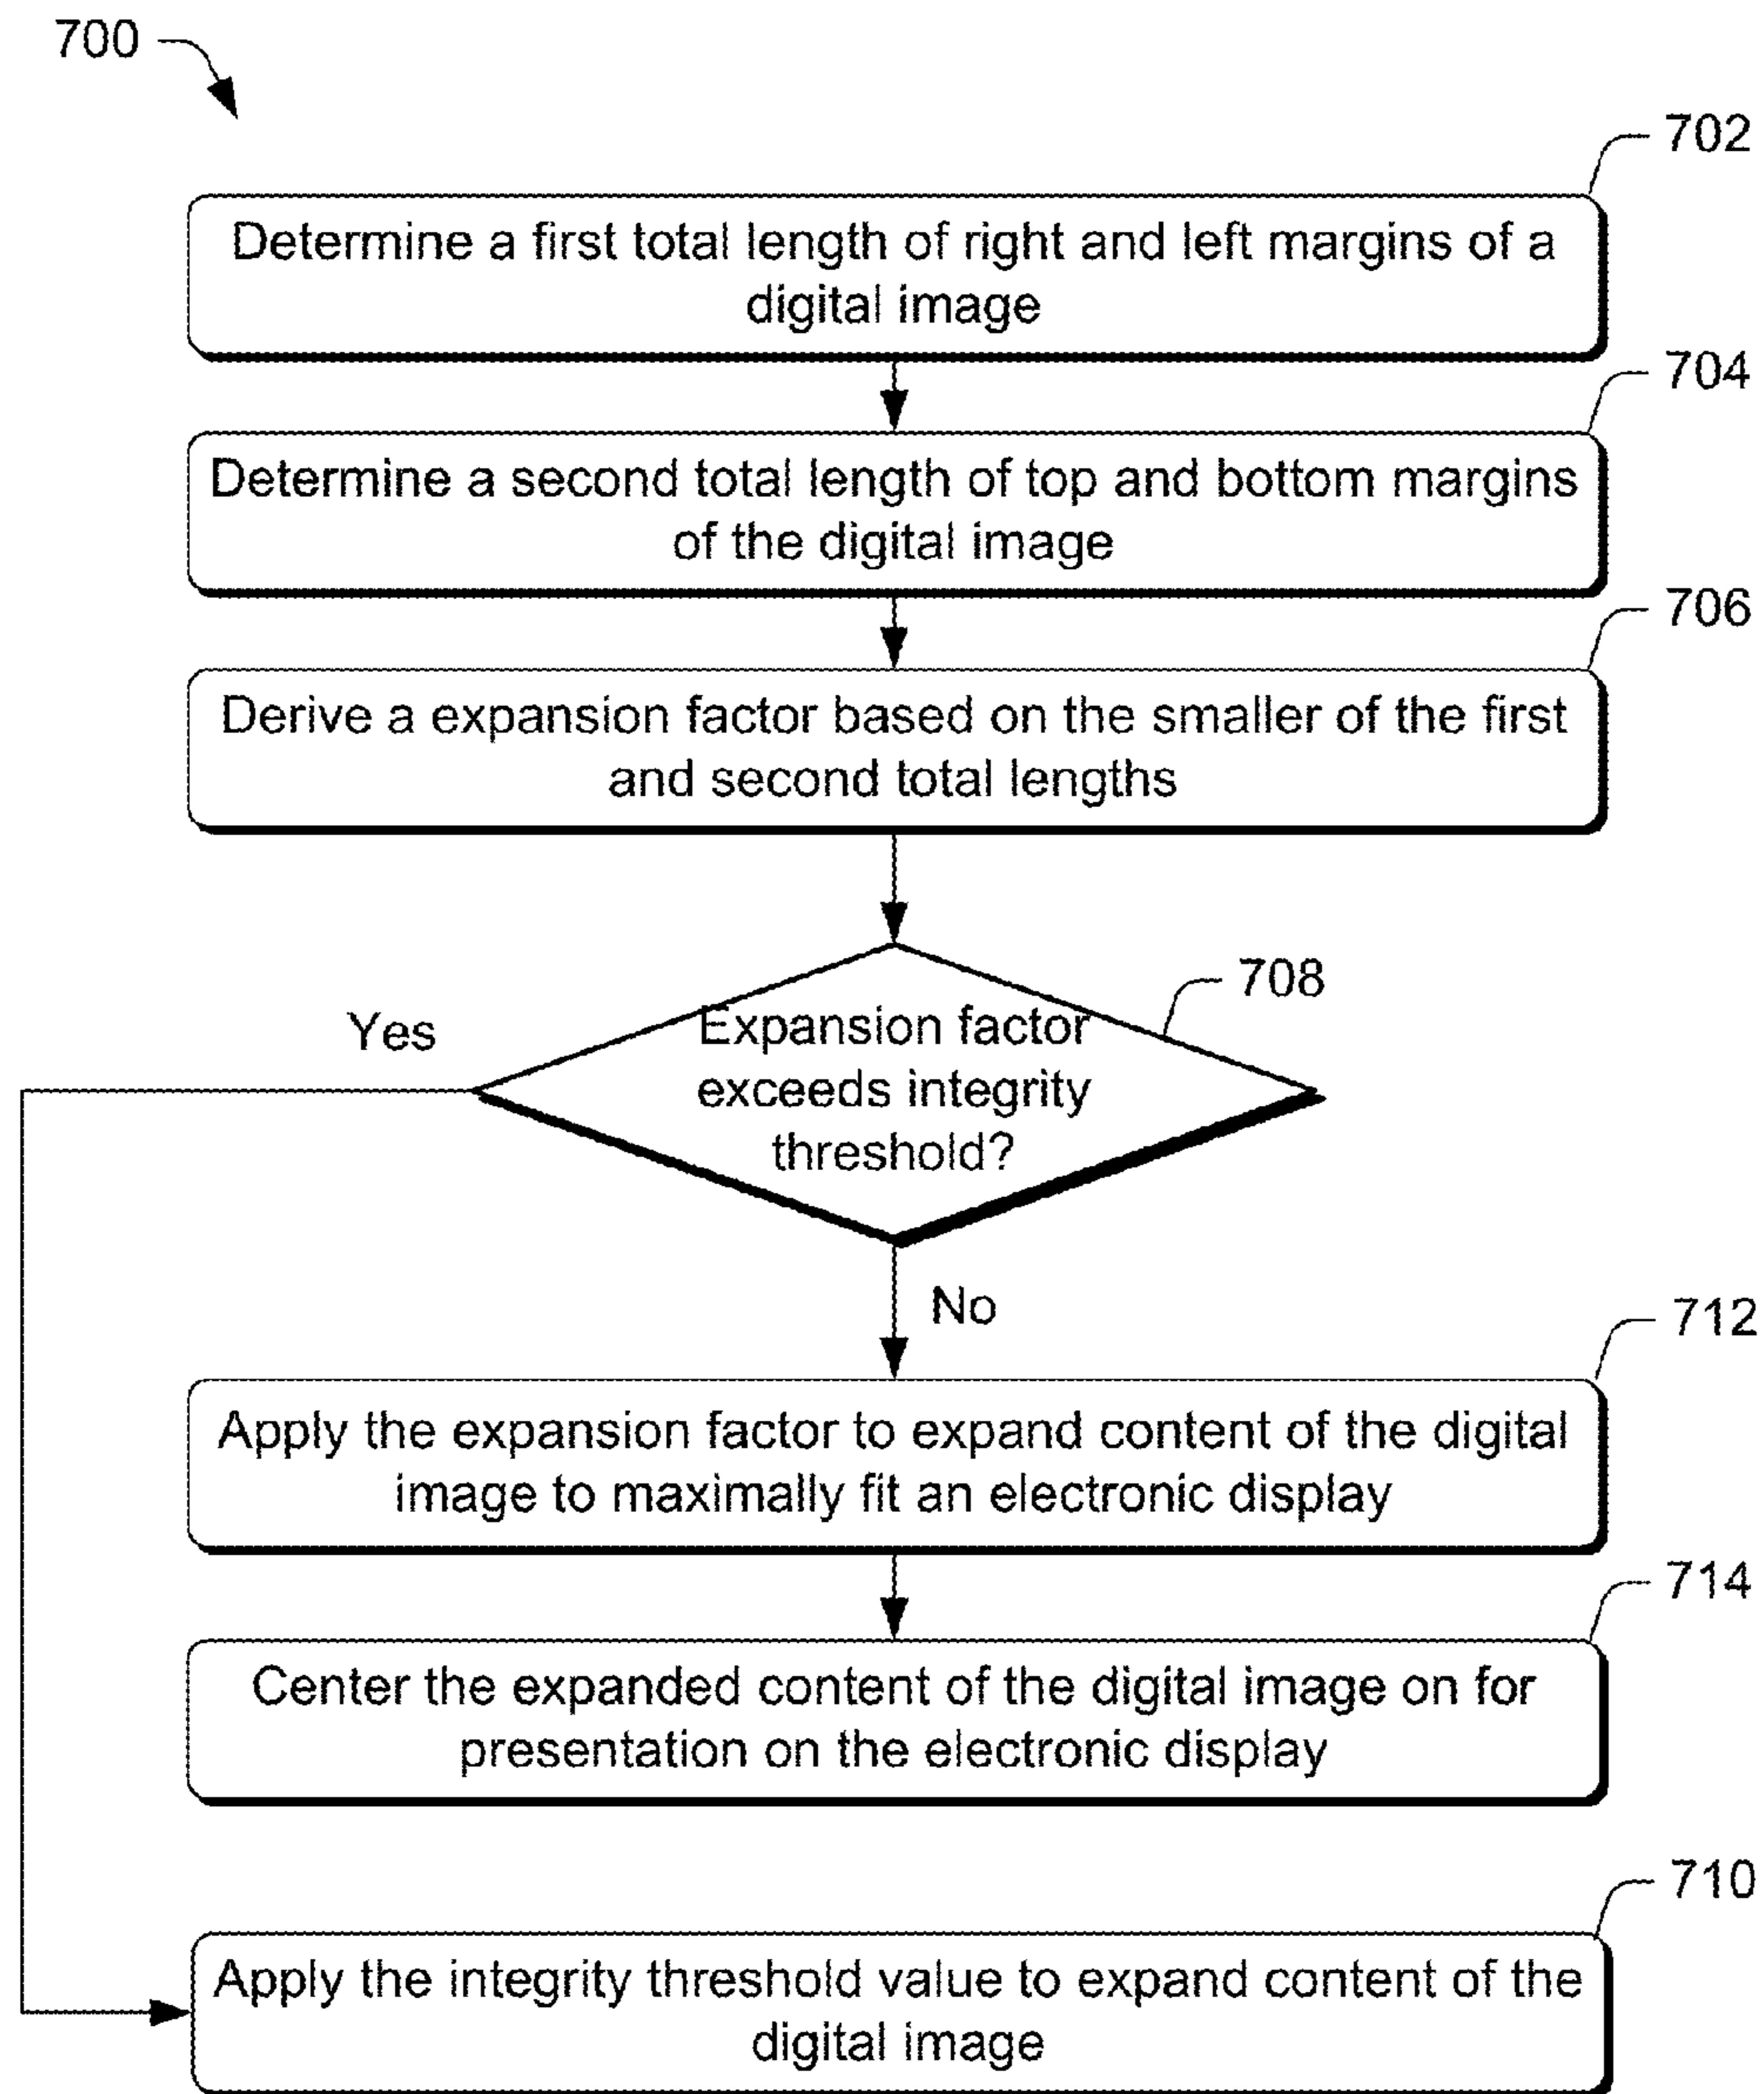 700
702
Determine a first total length of right and left margins of a
digital image
704
Determine a second total length of top and bottom margins
of the digital image
706
Derive a expansion factor based on the smaller of the first
and second total lengths
708
Yes
Expansion factor
exceeds integrity
threshold?
No
712
Apply the expansion factor to expand content of the digital
image to maximally fit an electronic display
714
Center the expanded content of the digital image on for
presentation on the electronic display
710
Apply the integrity threshold value to expand content of the
digital image